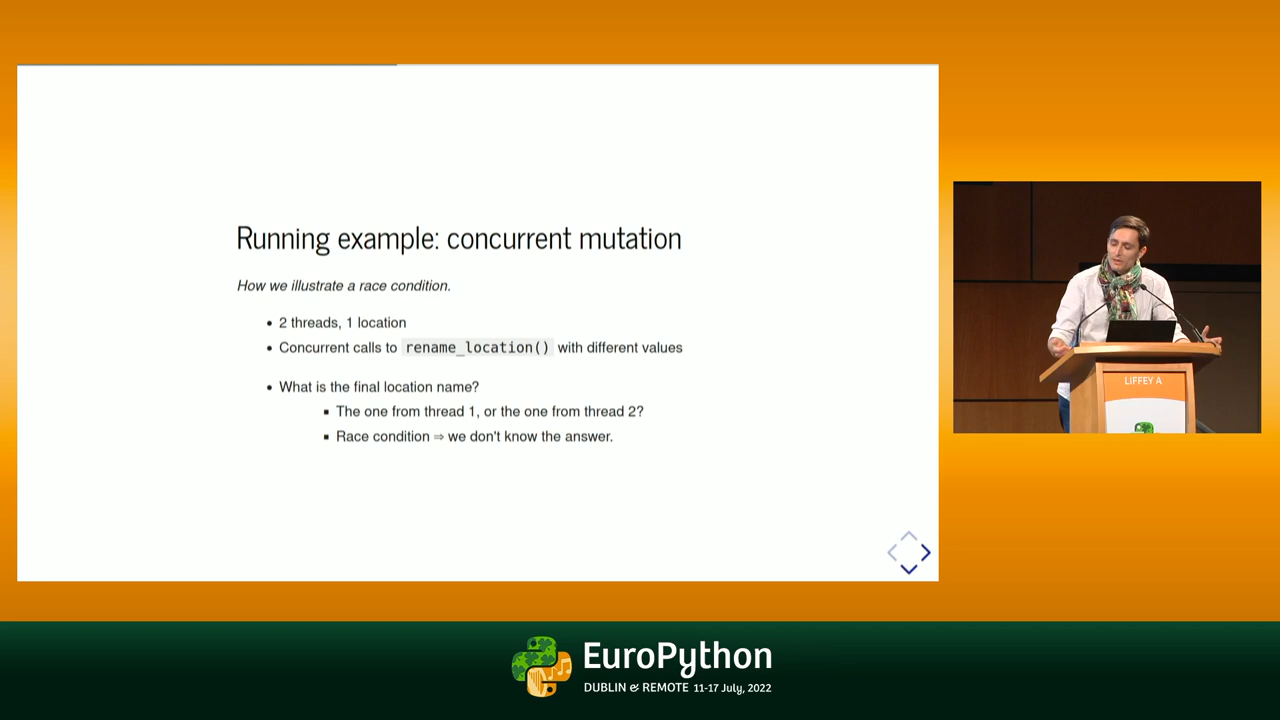 Running example: concurrent mutation
How we illustrate a race condition.
• 2 threads, 1 location
• Concurrent calls to rename_location() with different values
• What is the final location name?
▪ The one from thread 1, or the one from thread 2?
▪ Race condition ⇒ we don't know the answer.
LIFFEY A
EuroPython
DUBLIN & REMOTE 11-17 July, 2022